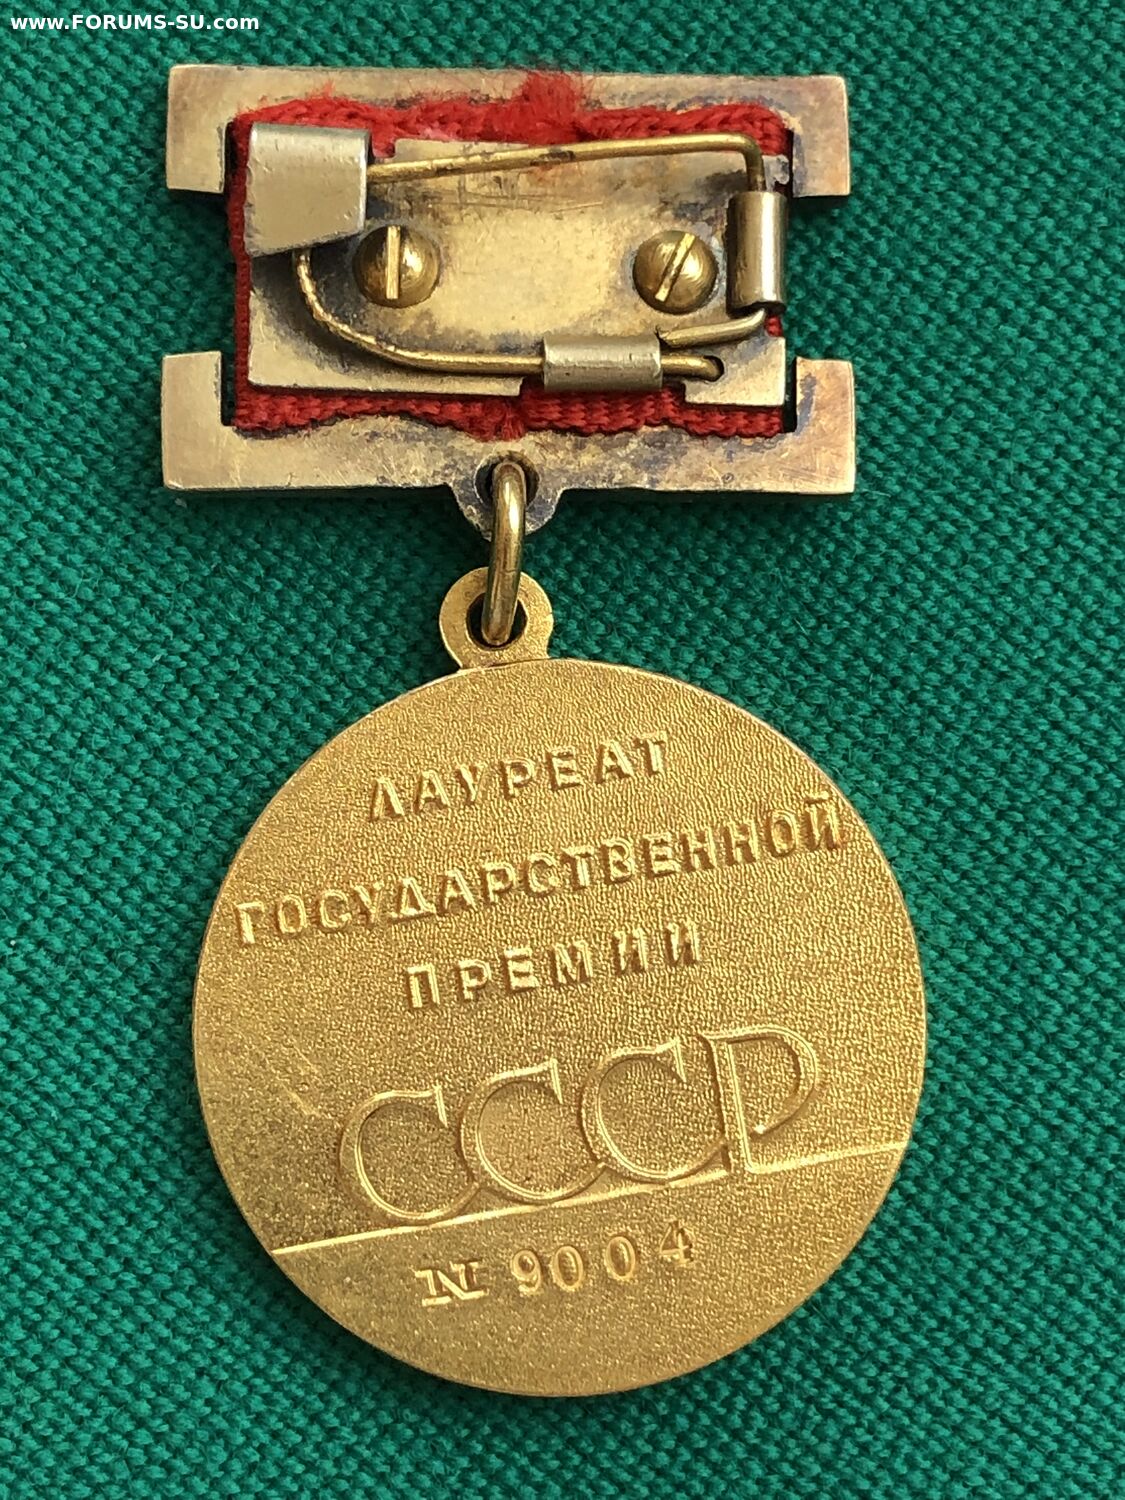 www.FORUMS-SU.com
ЛАУРЕАТ
ГОСУДАРСТВЕННОЙ
ПРЕМИИ
СССР
№ 9004